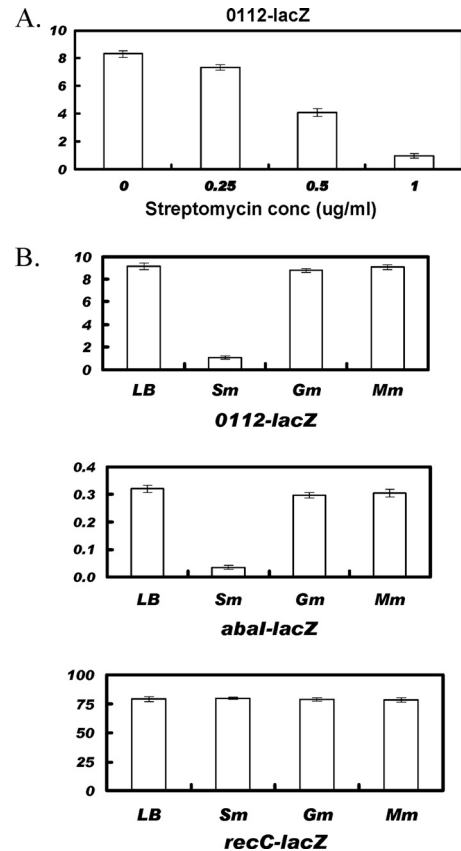 A.
0112-lacZ
10
8
6
4
2
0
0 0.25 0.5 1
Streptomycin conc (ug/ml)
B.
10
8
6
4
2
0
LB Sm Gm Mm
0112-lacZ
0.4
0.3
0.2
0.1
0.0
LB Sm Gm Mm
abaI-lacZ
100
75
50
25
0
LB Sm Gm Mm
recC-lacZ